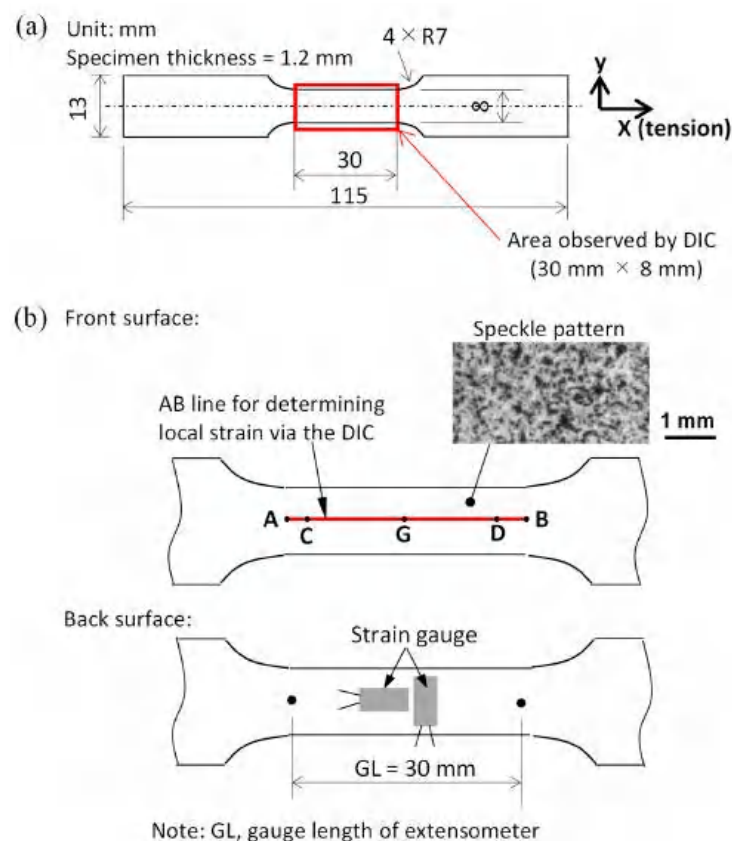 (a) Unit: mm
Specimen thickness = 1.2 mm
4 × R7
13
8
30
115
y
X (tension)
Area observed by DIC
(30 mm × 8 mm)
(b) Front surface:
Speckle pattern
AB line for determining
local strain via the DIC
1 mm
A C G D B
Back surface:
Strain gauge
GL = 30 mm
Note: GL, gauge length of extensometer